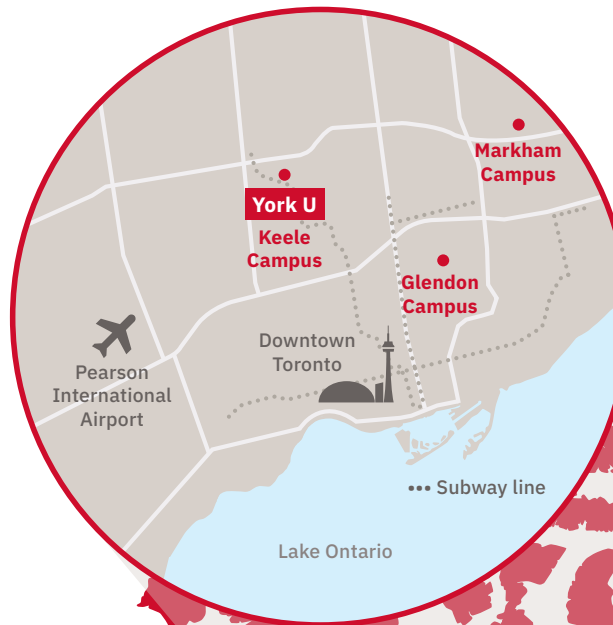 Markham
Campus
York U
Keele
Campus
Glendon
Campus
Downtown
Toronto
Pearson
International
Airport
••• Subway line
Lake Ontario